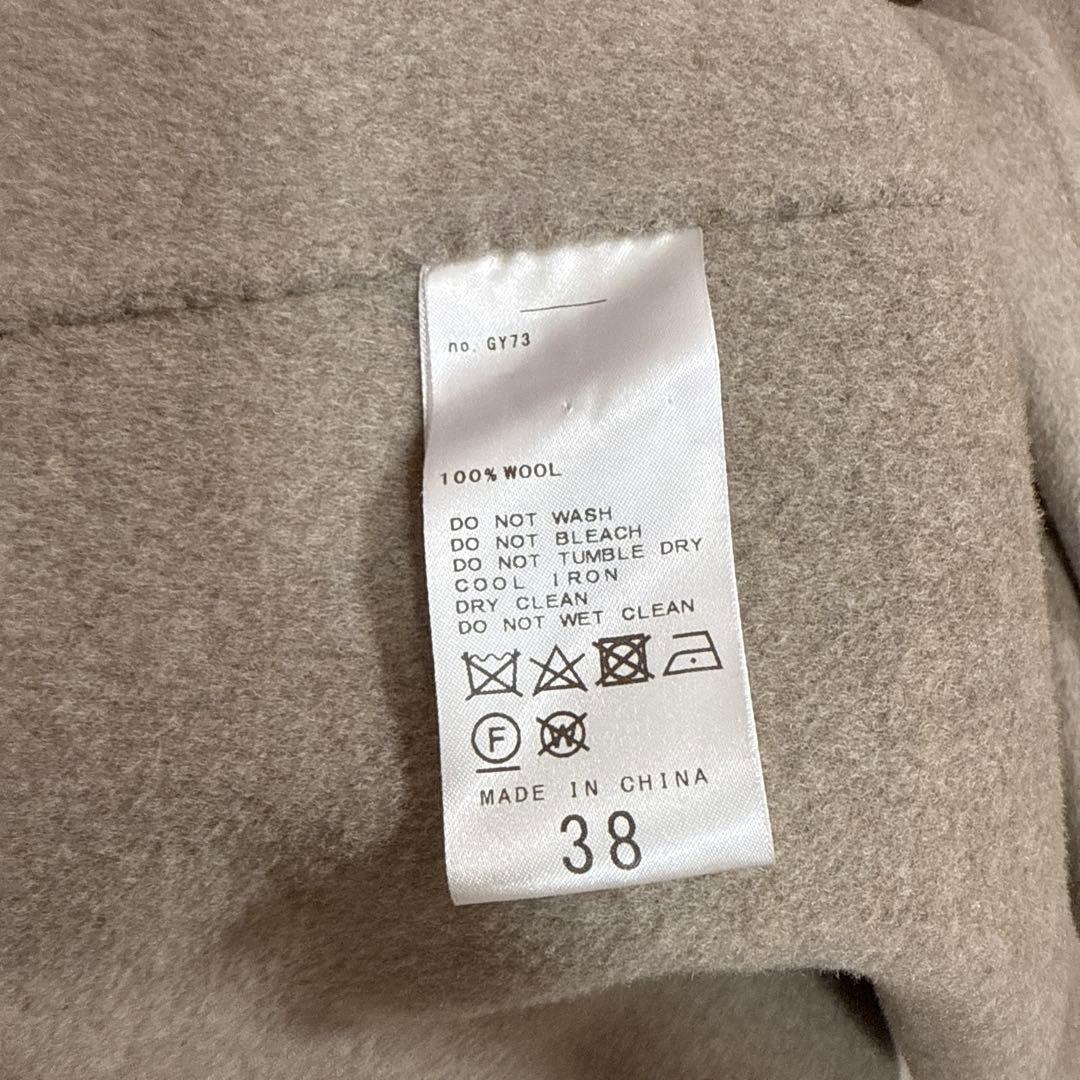 no. GY73
100% WOOL
DO NOT WASH
DO NOT BLEACH
DO NOT TUMBLE DRY
COOL IRON
DRY CLEAN
DO NOT WET CLEAN
F W
MADE IN CHINA
38